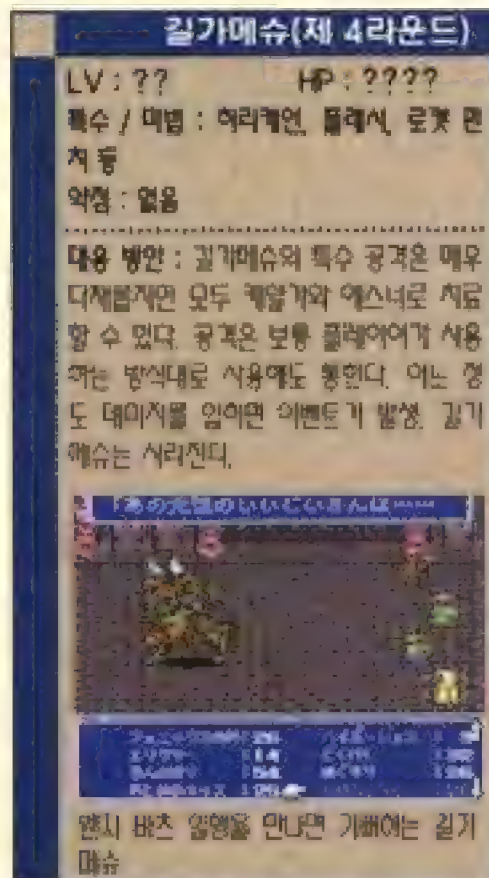 길가메슈(제 4라운드)
LV : ?? HP : ????
특수 / 마법 : 허리케인, 플래시, 로켓 펀
치 등
약점 : 없음
대응 방안 : 길가메슈의 특수 공격은 매우
다채롭지만 모두 케알가와 에스너로 치료
할 수 있다. 공격은 보통 플레이어가 사용
하는 방식대로 사용해도 통한다. 어느 정
도 데미지를 입히면 이벤트가 발생. 길가
메슈는 사라진다.
왠지 바츠 일행을 만나면 기뻐하는 길가
메슈